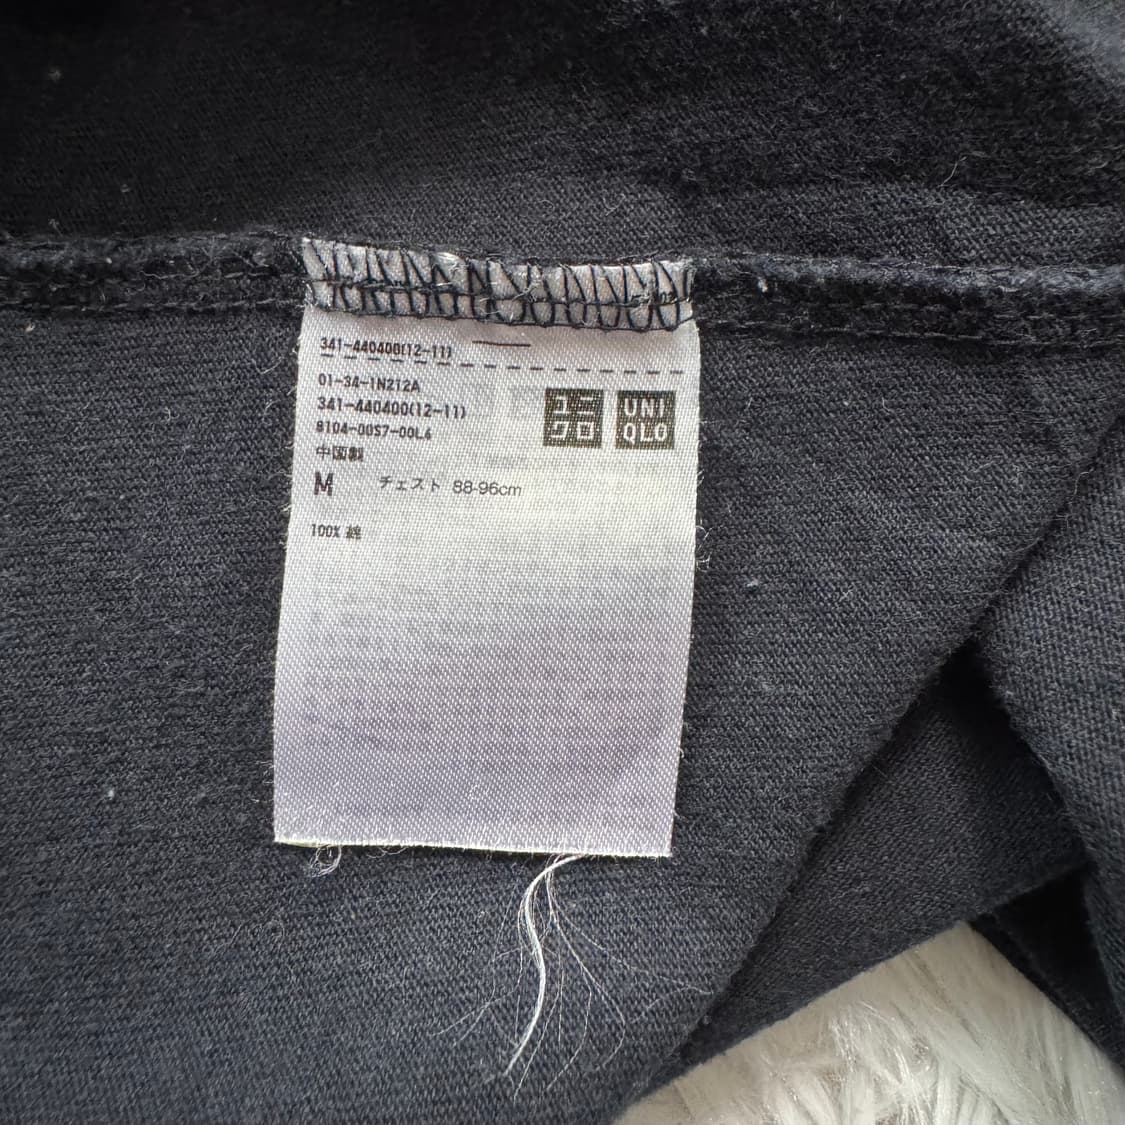 341-440400(12-11)
01-34-1N212A
341-440400(12-11)
8104-00S7-00L6
中国製
M チェスト 88-96cm
100% 綿
ユニ
クロ
UNI
QLO